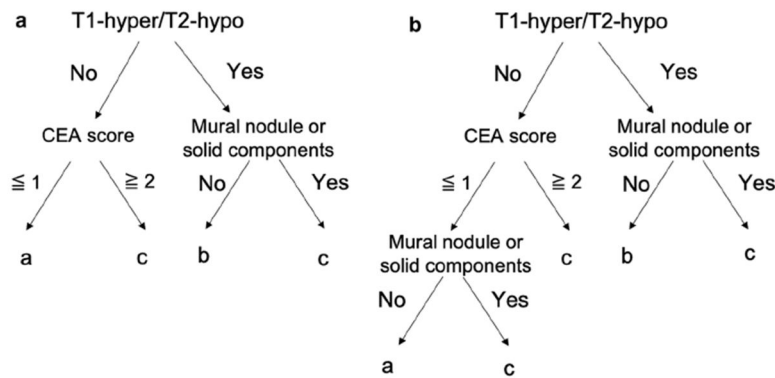 a
T1-hyper/T2-hypo
No
Yes
CEA score
Mural nodule or
solid components
≦ 1
≧ 2
No
Yes
a
c
b
c
b
T1-hyper/T2-hypo
No
Yes
CEA score
Mural nodule or
solid components
≦ 1
≧ 2
No
Yes
Mural nodule or
solid components
c
b
c
No
Yes
a
c